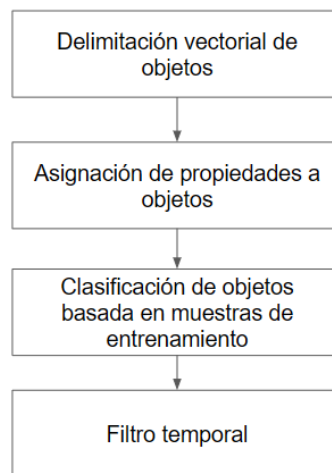 Delimitación vectorial de
objetos
Asignación de propiedades a
objetos
Clasificación de objetos
basada en muestras de
entrenamiento
Filtro temporal